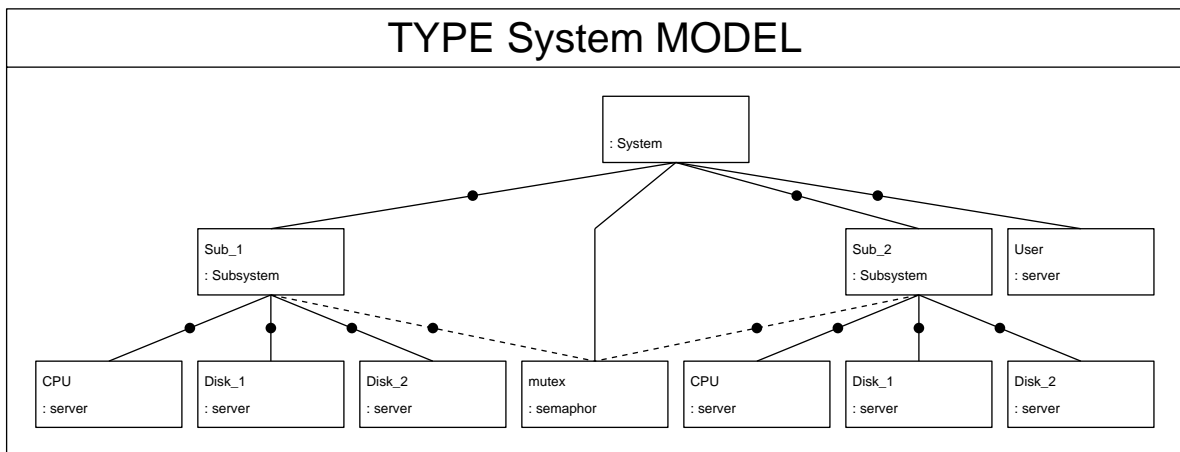 TYPE System MODEL
: System
Sub_1
: Subsystem
Sub_2
: Subsystem
User
: server
CPU
: server
Disk_1
: server
Disk_2
: server
mutex
: semaphor
CPU
: server
Disk_1
: server
Disk_2
: server